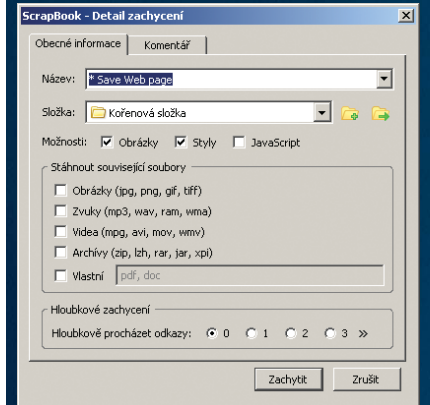 ScrapBook - Detail zachycení
Obecné informace Komentář
Název: * Save Web page
Složka: Kořenová složka
Možnosti: Obrázky Styly JavaScript
Stáhnout související soubory
Obrázky (jpg, png, gif, tiff)
Zvuky (mp3, wav, ram, wma)
Videa (mpg, avi, mov, wmv)
Archívy (zip, lzh, rar, jar, xpi)
Vlastní pdf, doc
Hloubkové zachycení
Hloubkově procházet odkazy: 0 1 2 3 »
Zachytit Zrušit